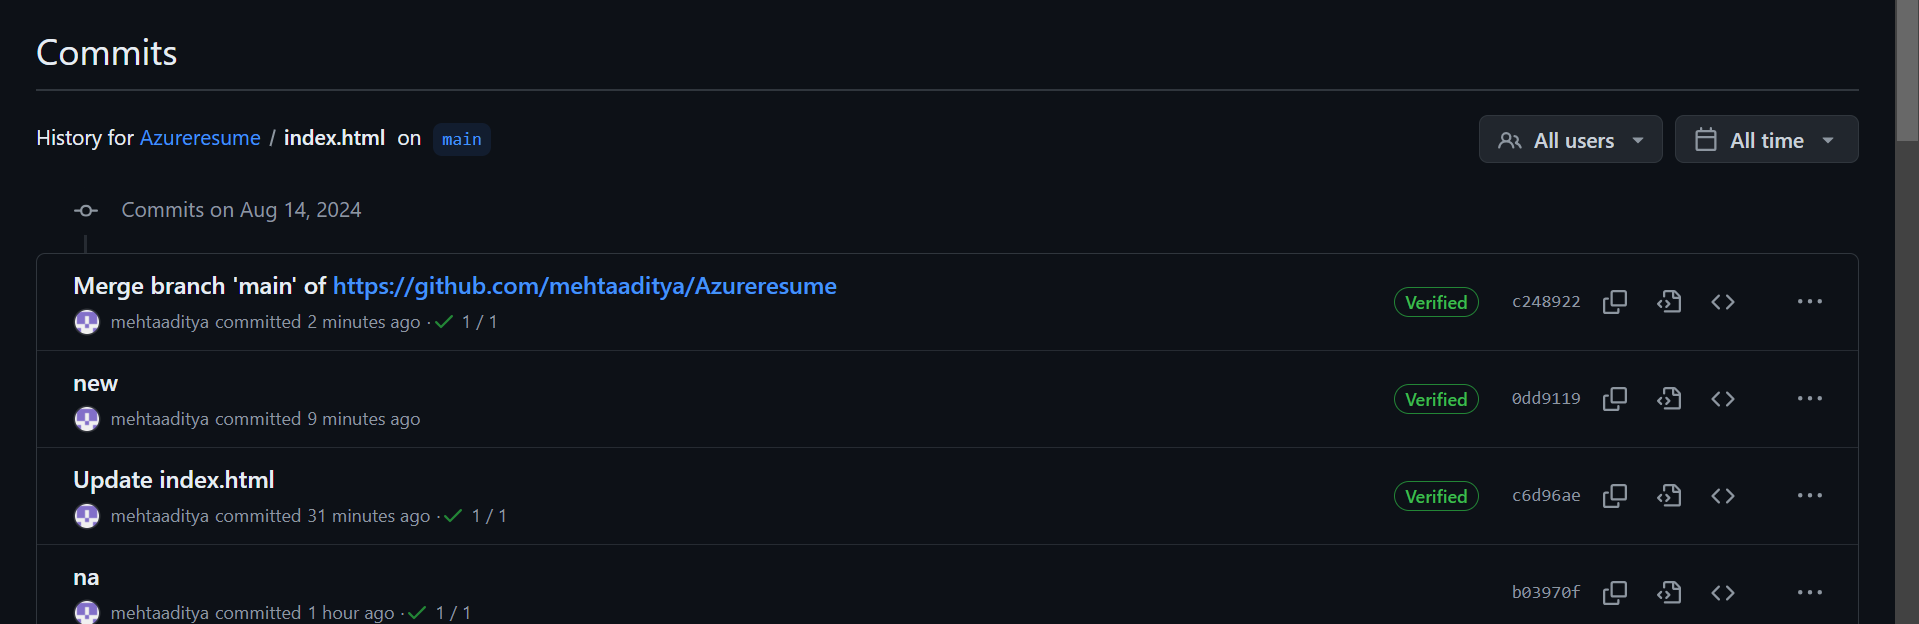 Commits
History for Azureresume / index.html on main
All users
All time
Commits on Aug 14, 2024
Merge branch 'main' of https://github.com/mehtaaditya/Azureresume
mehtaaditya committed 2 minutes ago · 1 / 1
Verified
c248922
new
mehtaaditya committed 9 minutes ago
Verified
0dd9119
Update index.html
mehtaaditya committed 31 minutes ago · 1 / 1
Verified
c6d96ae
na
mehtaaditya committed 1 hour ago · 1 / 1
b03970f